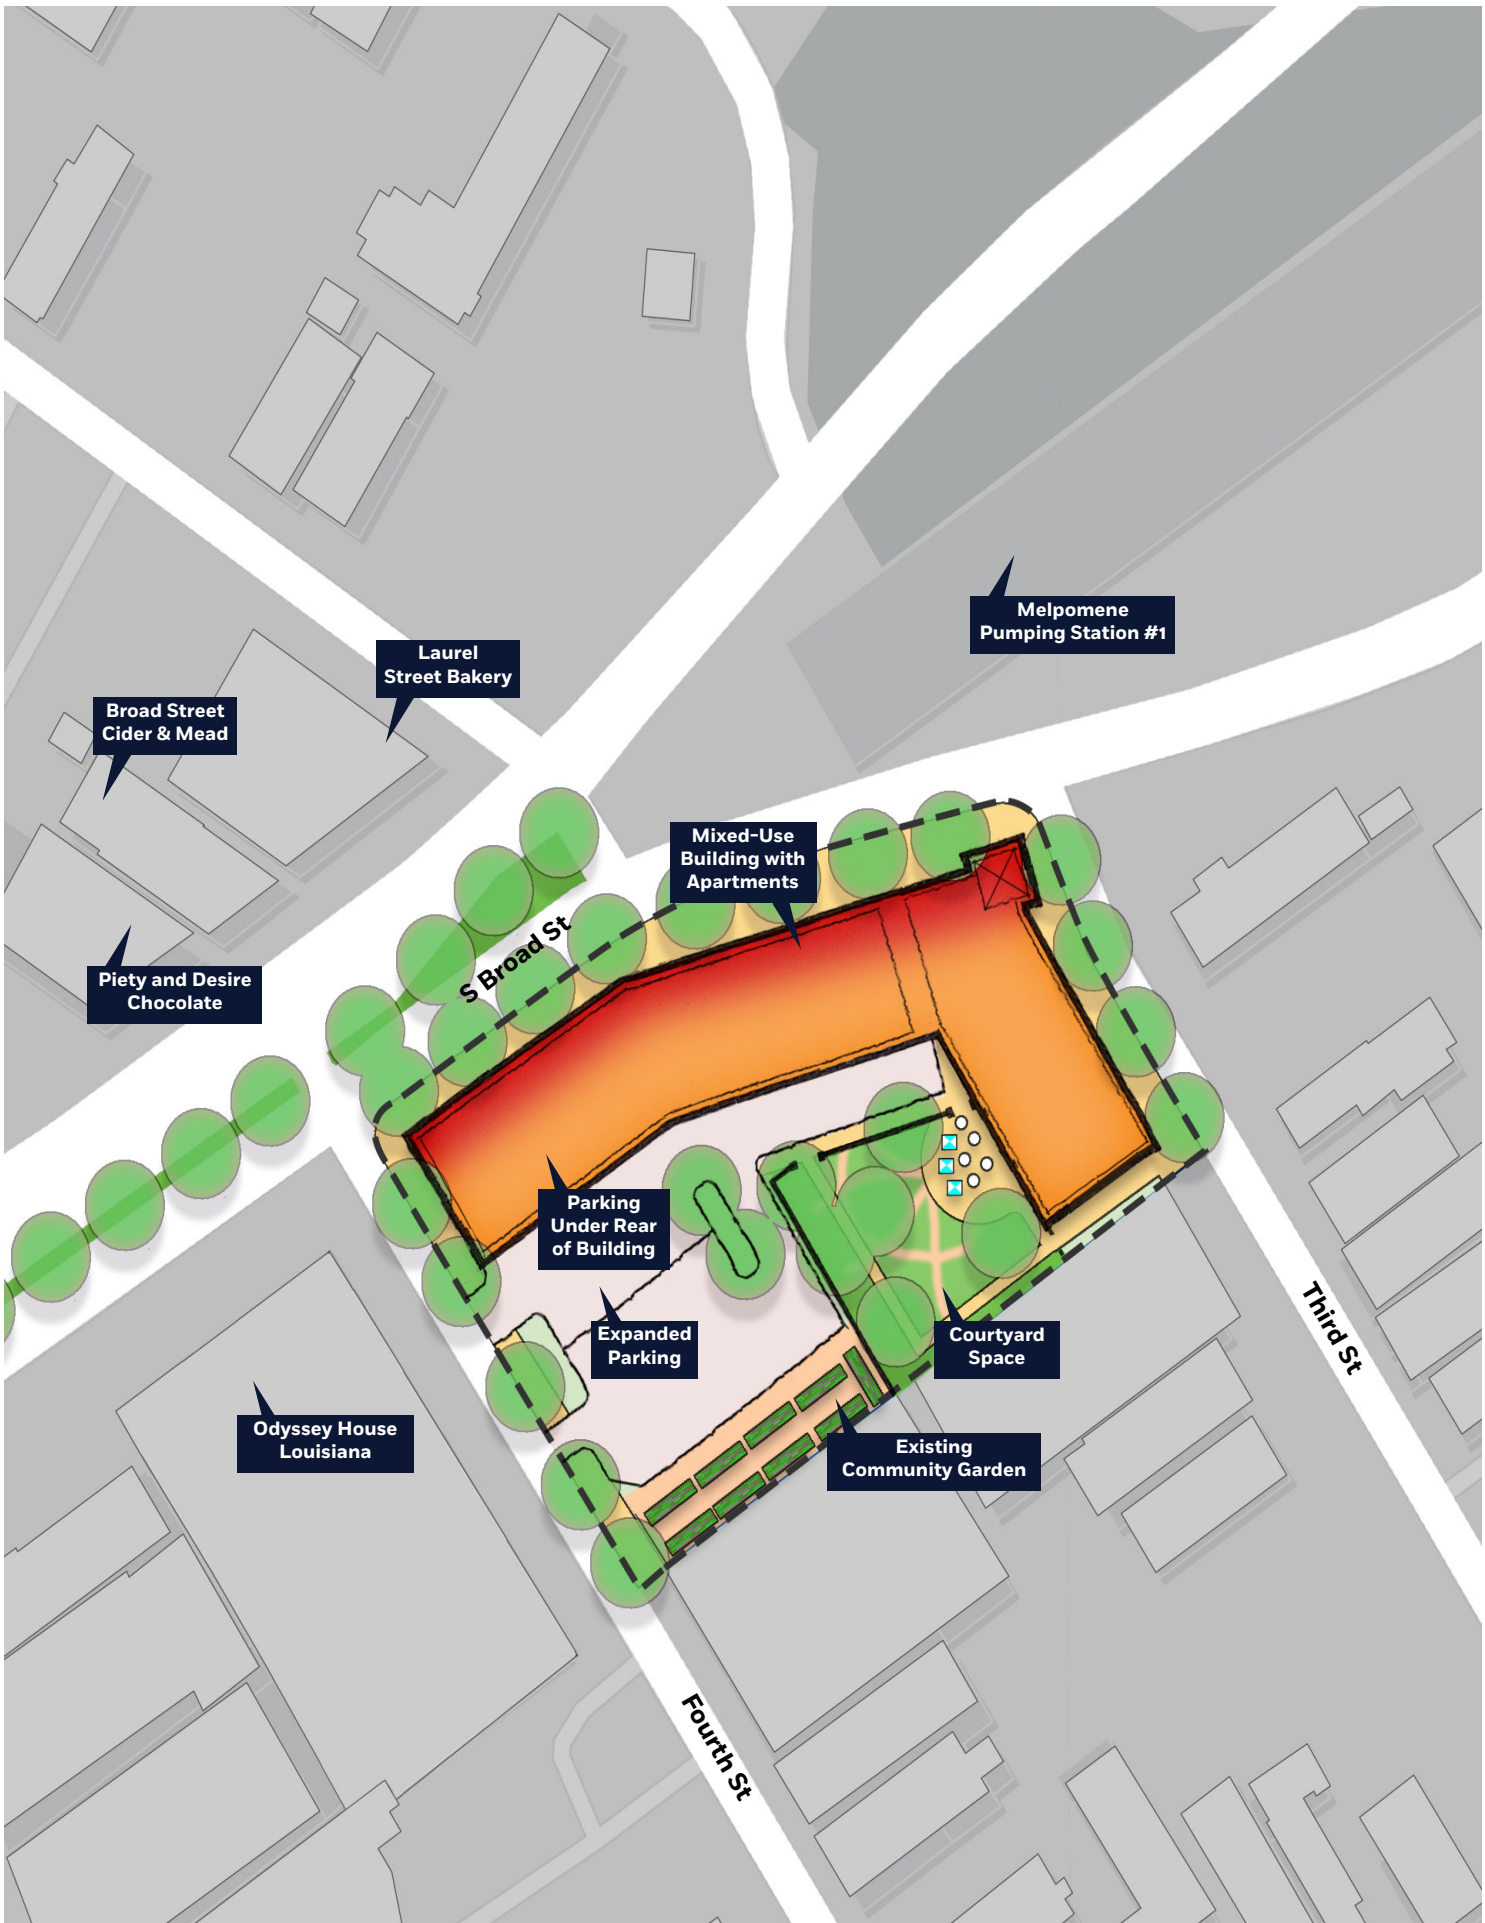 Melpomene
Pumping Station #1
Laurel
Street Bakery
Broad Street
Cider & Mead
Mixed-Use
Building with
Apartments
S Broad St
Piety and Desire
Chocolate
Parking
Under Rear
of Building
Third St
Expanded
Parking
Courtyard
Space
Odyssey House
Louisiana
Existing
Community Garden
Fourth St